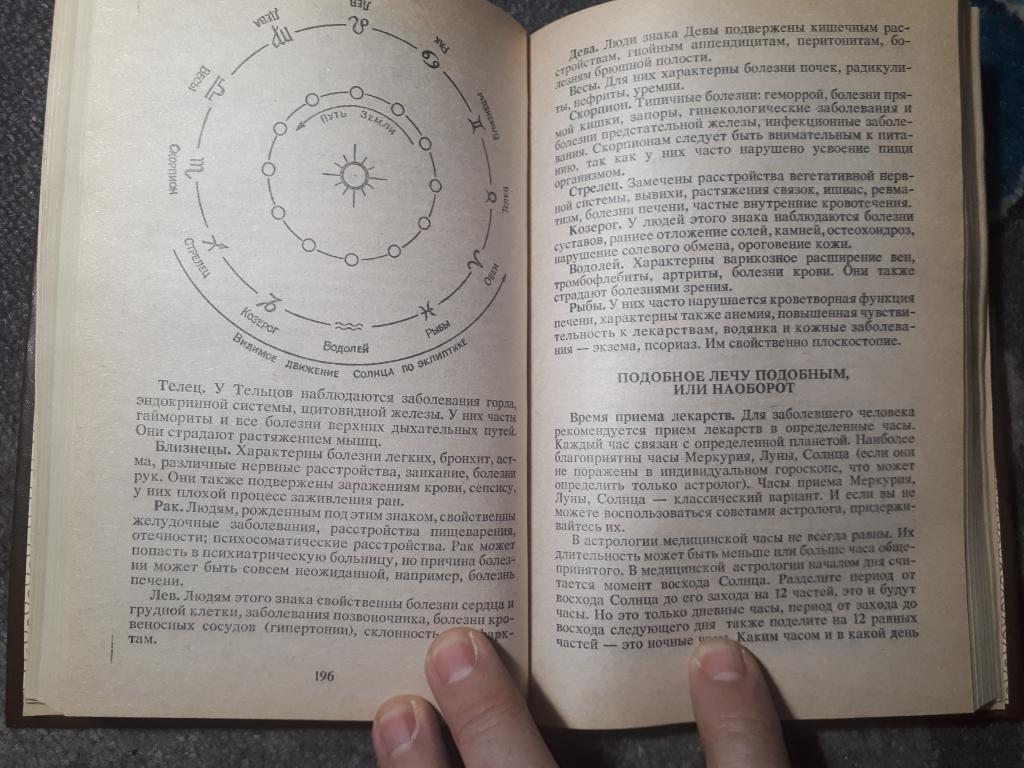 Лев
Дева
Рак
Весы
Близнецы
Путь Земли
Скорпион
Телец
Стрелец
Овен
Козерог
Рыбы
Водолей
Видимое движение Солнца по эклиптике
Телец. У Тельцов наблюдаются заболевания горла,
эндокринной системы, щитовидной железы. У них часты
гаймориты и все болезни верхних дыхательных путей.
Они страдают растяжением мышц.
Близнецы. Характерны болезни легких, бронхит, аст-
ма, различные нервные расстройства, заикание, болезни
рук. Они также подвержены заражениям крови, сепсису,
у них плохой процесс заживления ран.
Рак. Людям, рожденным под этим знаком, свойственны
желудочные заболевания, расстройства пищеварения,
отечности; психосоматические расстройства. Рак может
попасть в психиатрическую больницу, но причина болез-
ни может быть совсем неожиданной, например, болезнь
печени.
Лев. Людям этого знака свойственны болезни сердца и
грудной клетки, заболевания позвоночника, болезни кро-
веносных сосудов (гипертонии), склонность
там.
196
Дева. Люди знака Девы подвержены кишечным рас-
стройствам, гнойным аппендицитам, перитонитам, бо-
лезням брюшной полости.
Весы. Для них характерны болезни почек, радикули-
ты, нефриты, уремии.
Скорпион. Типичные болезни: геморрой, болезни пря-
мой кишки, запоры, гинекологические заболевания и
болезни предстательной железы, инфекционные заболе-
вания. Скорпионам следует быть внимательным к пита-
нию, так как у них часто нарушено усвоение пищи
организмом.
Стрелец. Замечены расстройства вегетативной нерв-
ной системы, вывихи, растяжения связок, ишиас, ревма-
тизм, болезни печени, частые внутренние кровотечения.
Козерог. У людей этого знака наблюдаются болезни
суставов, раннее отложение солей, камней, остеохондроз,
нарушение солевого обмена, ороговение кожи.
Водолей. Характерны варикозное расширение вен,
тромбофлебиты, артриты, болезни крови. Они также
страдают болезнями зрения.
Рыбы. У них часто нарушается кроветворная функция
печени, характерны также анемия, повышенная чувстви-
тельность к лекарствам, водянка и кожные заболева-
ния — экзема, псориаз. Им свойственно плоскостопие.
ПОДОБНОЕ ЛЕЧУ ПОДОБНЫМ,
ИЛИ НАОБОРОТ
Время приема лекарств. Для заболевшего человека
рекомендуется прием лекарств в определенные часы.
Каждый час связан с определенной планетой. Наиболее
благоприятны часы Меркурия, Луны, Солнца (если они
не поражены в индивидуальном гороскопе, что может
определить только астролог). Часы приема Меркурия,
Луны, Солнца — классический вариант. И если вы не
можете воспользоваться советами астролога, придержи-
вайтесь их.
В астрологии медицинской часы не всегда равны. Их
длительность может быть меньше или больше часа обще-
принятого. В медицинской астрологии началом дня счи-
тается момент восхода Солнца. Разделите период от
восхода Солнца до его захода на 12 частей, это и будут
часы. Но это только дневные часы, период от захода до
восхода следующего дня также поделите на 12 равных
частей — это ночные часы. Каким часом и в какой день